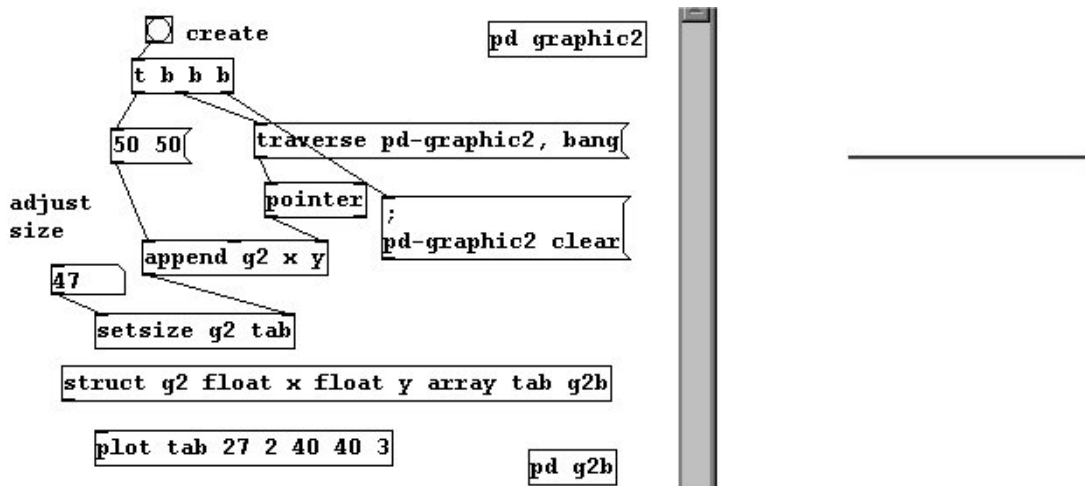 create
pd graphic2
t b b b
50 50
traverse pd-graphic2, bang
adjust
size
pointer
;
pd-graphic2 clear
append g2 x y
47
setsize g2 tab
struct g2 float x float y array tab g2b
plot tab 27 2 40 40 3
pd g2b